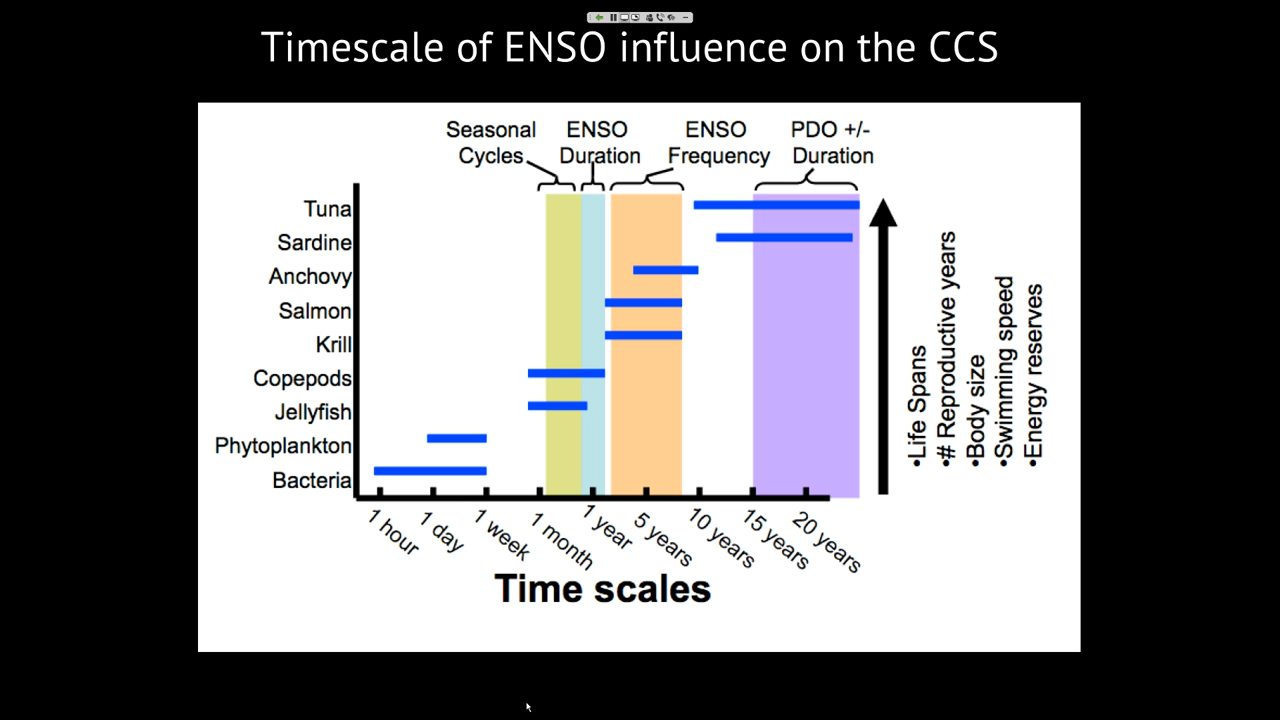 Timescale of ENSO influence on the CCS
Seasonal
Cycles
ENSO
Duration
ENSO
Frequency
PDO +/-
Duration
Tuna
Sardine
Anchovy
Salmon
Krill
Copepods
Jellyfish
Phytoplankton
Bacteria
1 hour
1 day
1 week
1 month
1 year
5 years
10 years
15 years
20 years
Time scales
•Life Spans
•# Reproductive years
•Body size
•Swimming speed
•Energy reserves